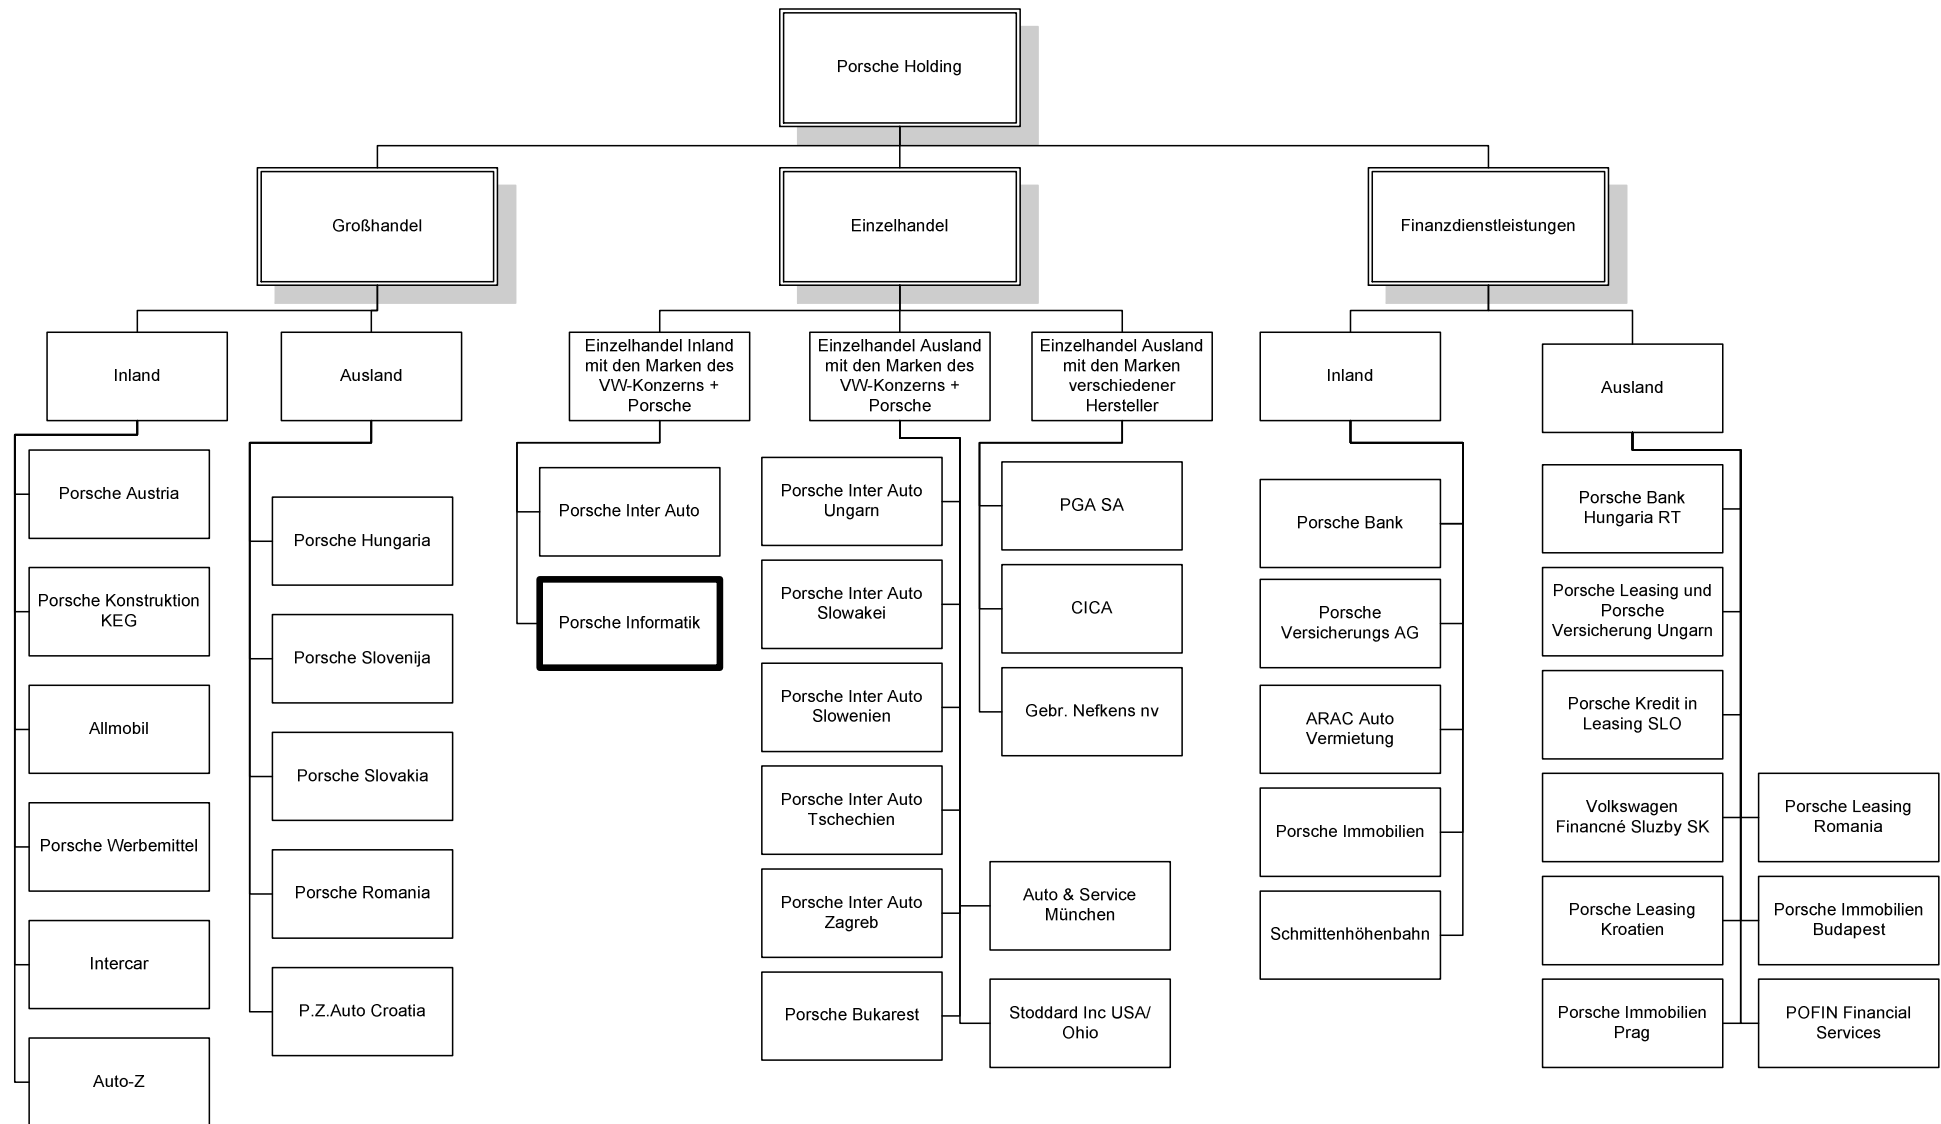 Porsche Holding
Großhandel
Einzelhandel
Finanzdienstleistungen
Inland
Ausland
Einzelhandel Inland
mit den Marken des
VW-Konzerns +
Porsche
Einzelhandel Ausland
mit den Marken des
VW-Konzerns +
Porsche
Einzelhandel Ausland
mit den Marken
verschiedener
Hersteller
Inland
Ausland
Porsche Austria
Porsche Konstruktion
KEG
Allmobil
Porsche Werbemittel
Intercar
Auto-Z
Porsche Hungaria
Porsche Slovenija
Porsche Slovakia
Porsche Romania
P.Z.Auto Croatia
Porsche Inter Auto
Porsche Informatik
Porsche Inter Auto
Ungarn
Porsche Inter Auto
Slowakei
Porsche Inter Auto
Slowenien
Porsche Inter Auto
Tschechien
Porsche Inter Auto
Zagreb
Porsche Bukarest
Auto & Service
München
Stoddard Inc USA/
Ohio
PGA SA
CICA
Gebr. Nefkens nv
Porsche Bank
Porsche
Versicherungs AG
ARAC Auto
Vermietung
Porsche Immobilien
Schmittenhöhenbahn
Porsche Bank
Hungaria RT
Porsche Leasing und
Porsche
Versicherung Ungarn
Porsche Kredit in
Leasing SLO
Volkswagen
Financné Sluzby SK
Porsche Leasing
Kroatien
Porsche Immobilien
Prag
Porsche Leasing
Romania
Porsche Immobilien
Budapest
POFIN Financial
Services